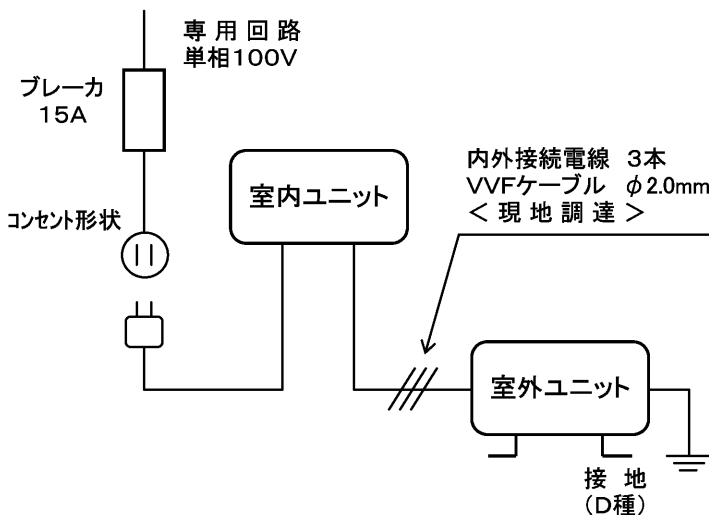 専用回路
単相100V
ブレーカ
15A
コンセント形状
室内ユニット
内外接続電線 3本
VVFケーブル φ2.0mm
<現地調達>
室外ユニット
接地
(D種)